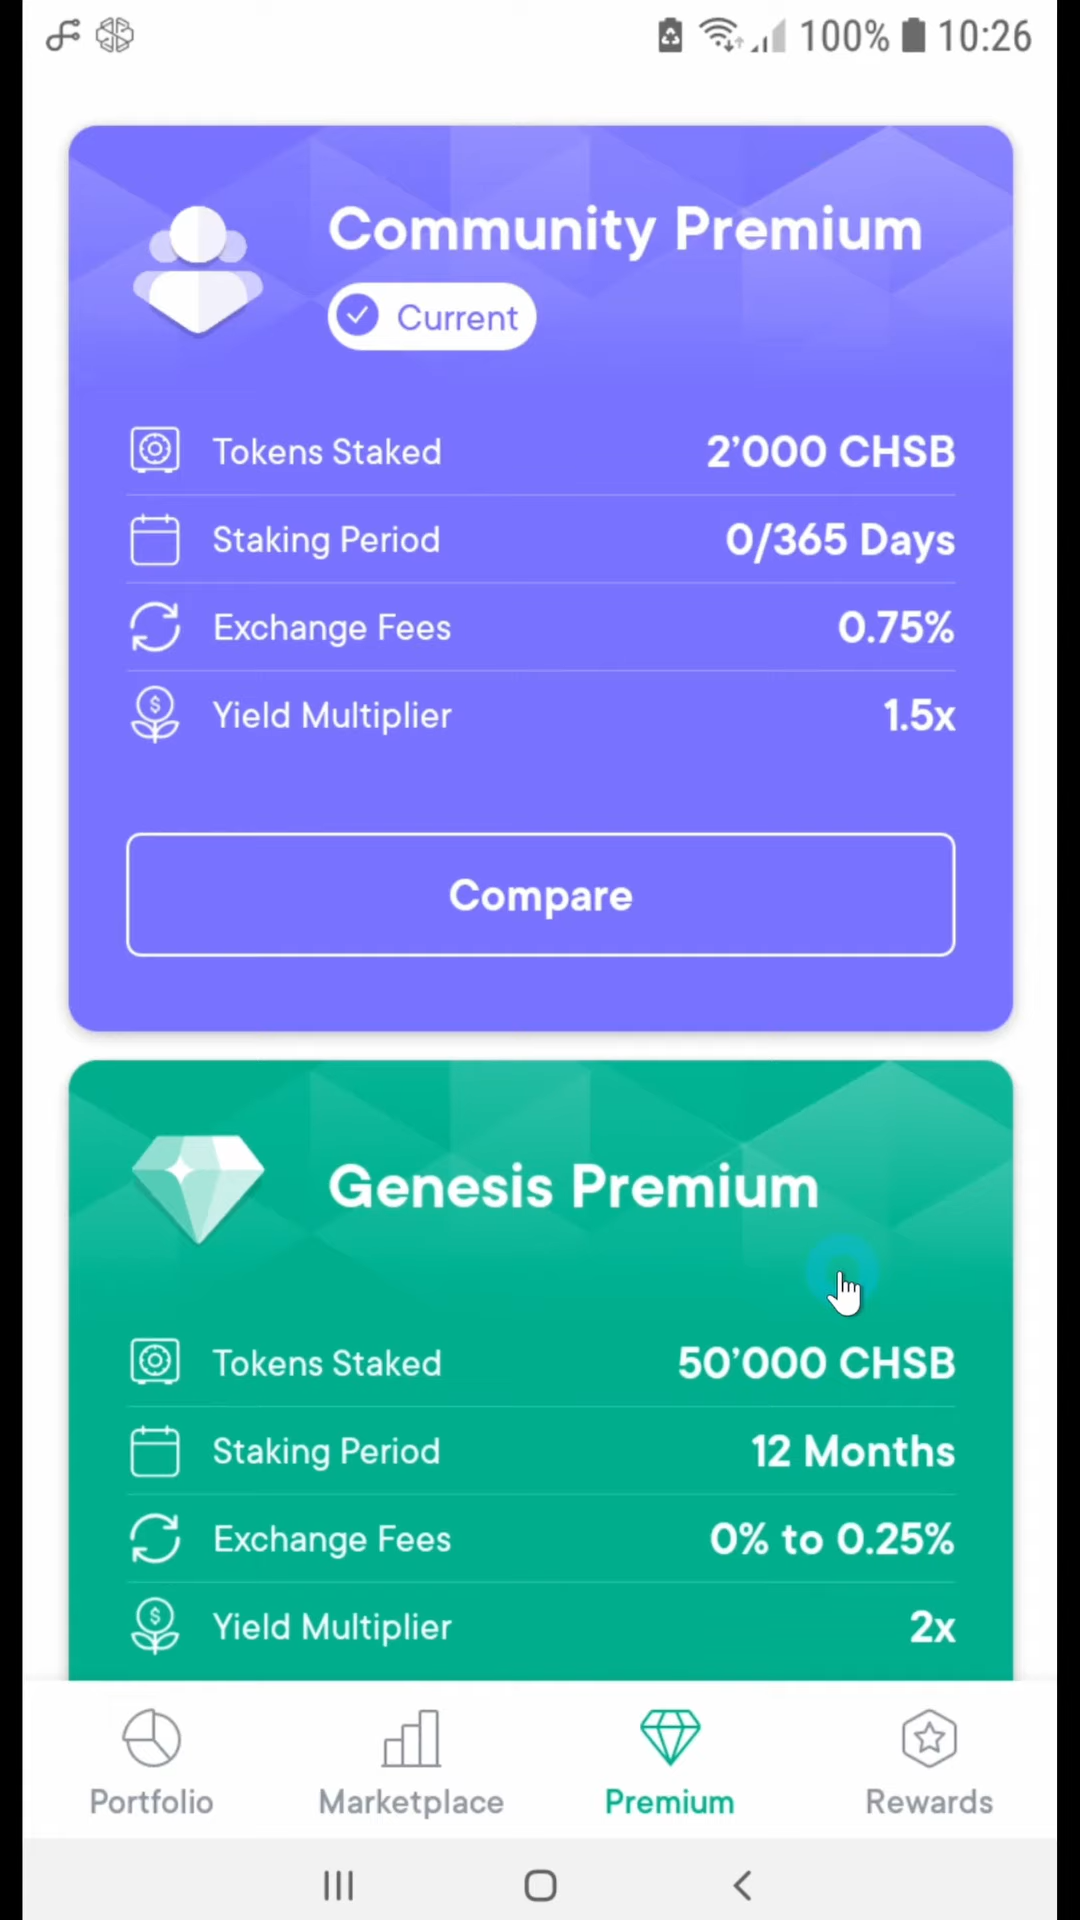 100% 10:26
Community Premium
Current
Tokens Staked 2’000 CHSB
Staking Period 0/365 Days
Exchange Fees 0.75%
Yield Multiplier 1.5x
Compare
Genesis Premium
Tokens Staked 50’000 CHSB
Staking Period 12 Months
Exchange Fees 0% to 0.25%
Yield Multiplier 2x
Portfolio Marketplace Premium Rewards